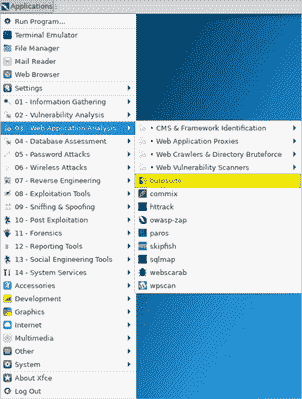 Applications
Run Program...
Terminal Emulator
File Manager
Mail Reader
Web Browser
Settings
01 - Information Gathering
02 - Vulnerability Analysis
03 - Web Application Analysis
04 - Database Assessment
05 - Password Attacks
06 - Wireless Attacks
07 - Reverse Engineering
08 - Exploitation Tools
09 - Sniffing & Spoofing
10 - Post Exploitation
11 - Forensics
12 - Reporting Tools
13 - Social Engineering Tools
14 - System Services
Accessories
Development
Graphics
Internet
Multimedia
Other
System
About Xfce
Log Out
• CMS & Framework Identification
• Web Application Proxies
• Web Crawlers & Directory Bruteforce
• Web Vulnerability Scanners
burpsuite
commix
httrack
owasp-zap
paros
skipfish
sqlmap
webscarab
wpscan